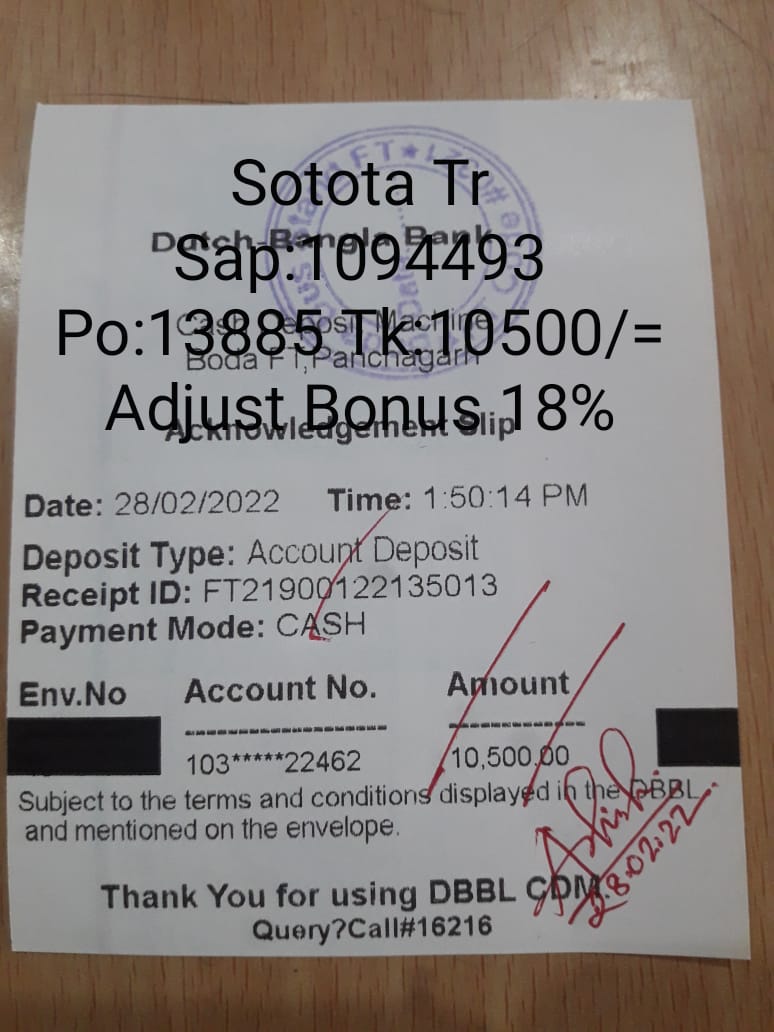 Sotota Tr
Dutch-Bangla Bank
Sap:1094493
Cash Deposit Machine
Po:13885 Tk:10500/=
Boda FT,Panchagarh
Adjust Bonus 18%
Acknowledgement Slip
Date: 28/02/2022 Time: 1:50:14 PM
Deposit Type: Account Deposit
Receipt ID: FT21900122135013
Payment Mode: CASH
Env.No Account No. Amount
103*****22462 10,500.00
Subject to the terms and conditions displayed in the DBBL
and mentioned on the envelope.
28.02.22
Thank You for using DBBL CDM.
Query?Call#16216